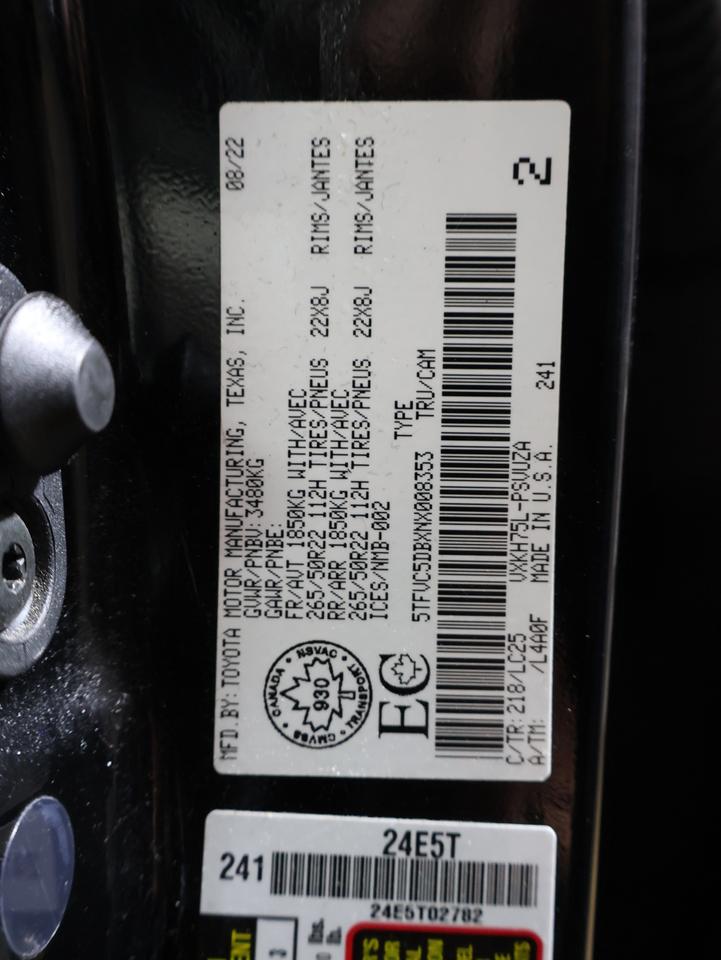 MFD.BY:TOYOTA MOTOR MANUFACTURING, TEXAS, INC. 08/22
GVWR/PNBV:3480KG
GAWR/PNBE:
FR/AVT 1850KG WITH/AVEC
265/50R22 112H TIRES/PNEUS 22X8J RIMS/JANTES
RR/ARR 1850KG WITH/AVEC
265/50R22 112H TIRES/PNEUS 22X8J RIMS/JANTES
ICES/NMB-002
CANADA • NSVAC • TRANSPORT • CMVSS •
930
EC
5TFVC5DBXNX008353 TYPE
TRU/CAM
C/TR:218/LC25 VXKH75L-PSVUZA 241
A/TM: /L4A0F MADE IN U.S.A.
2
24E5T
241
24E5T02782
lbs.
lb.